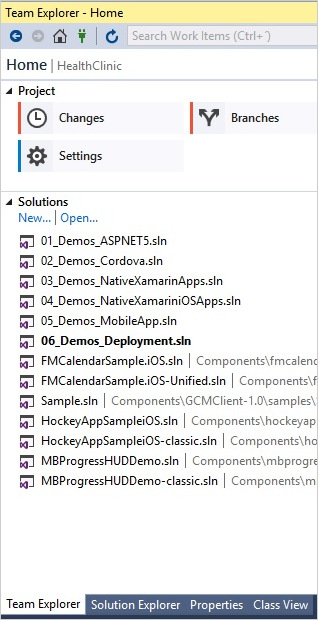 Team Explorer - Home
Search Work Items (Ctrl+´)
Home | HealthClinic
Project
Changes
Branches
Settings
Solutions
New... | Open...
01_Demos_ASPNET5.sln
02_Demos_Cordova.sln
03_Demos_NativeXamarinApps.sln
04_Demos_NativeXamariniOSApps.sln
05_Demos_MobileApp.sln
06_Demos_Deployment.sln
FMCalendarSample.iOS.sln | Components\fmcalend
FMCalendarSample.iOS-Unified.sln | Components\f
Sample.sln | Components\GCMClient-1.0\samples\
HockeyAppSampleiOS.sln | Components\hockeyapp
HockeyAppSampleiOS-classic.sln | Components\ho
MBProgressHUDDemo.sln | Components\mbprogre
MBProgressHUDDemo-classic.sln | Components\m
Team Explorer Solution Explorer Properties Class View